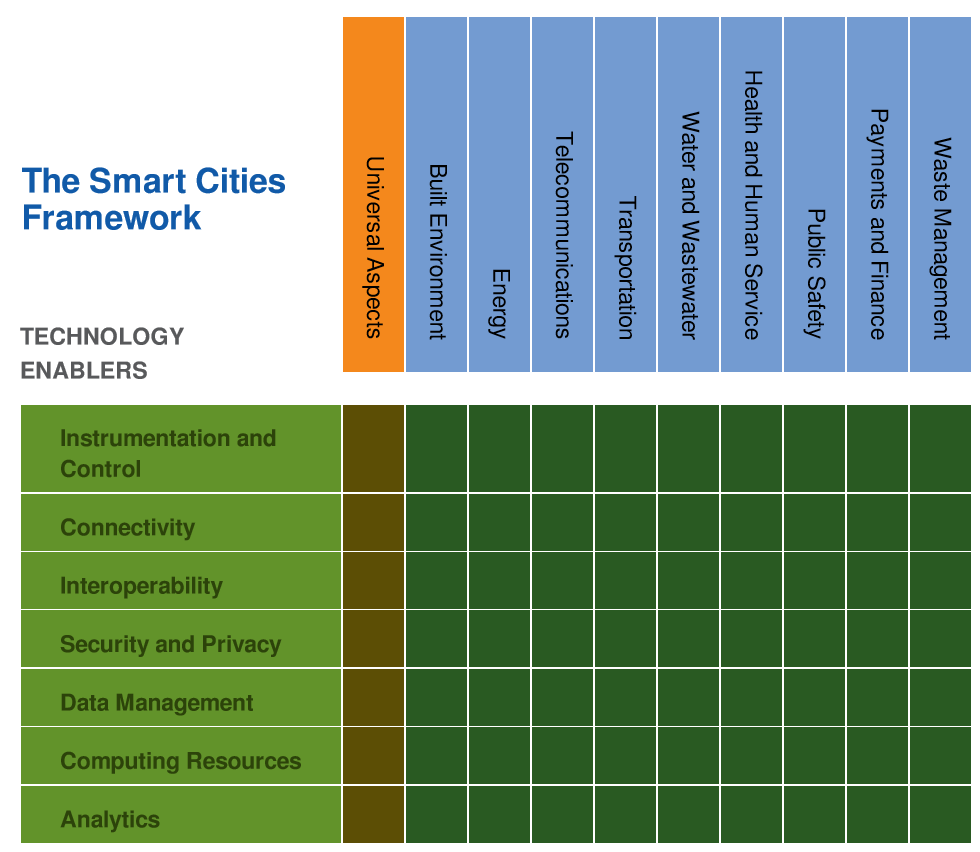 The Smart Cities
Framework
TECHNOLOGY
ENABLERS
Universal Aspects
Built Environment
Energy
Telecommunications
Transportation
Water and Wastewater
Health and Human Service
Public Safety
Payments and Finance
Waste Management
Instrumentation and
Control
Connectivity
Interoperability
Security and Privacy
Data Management
Computing Resources
Analytics